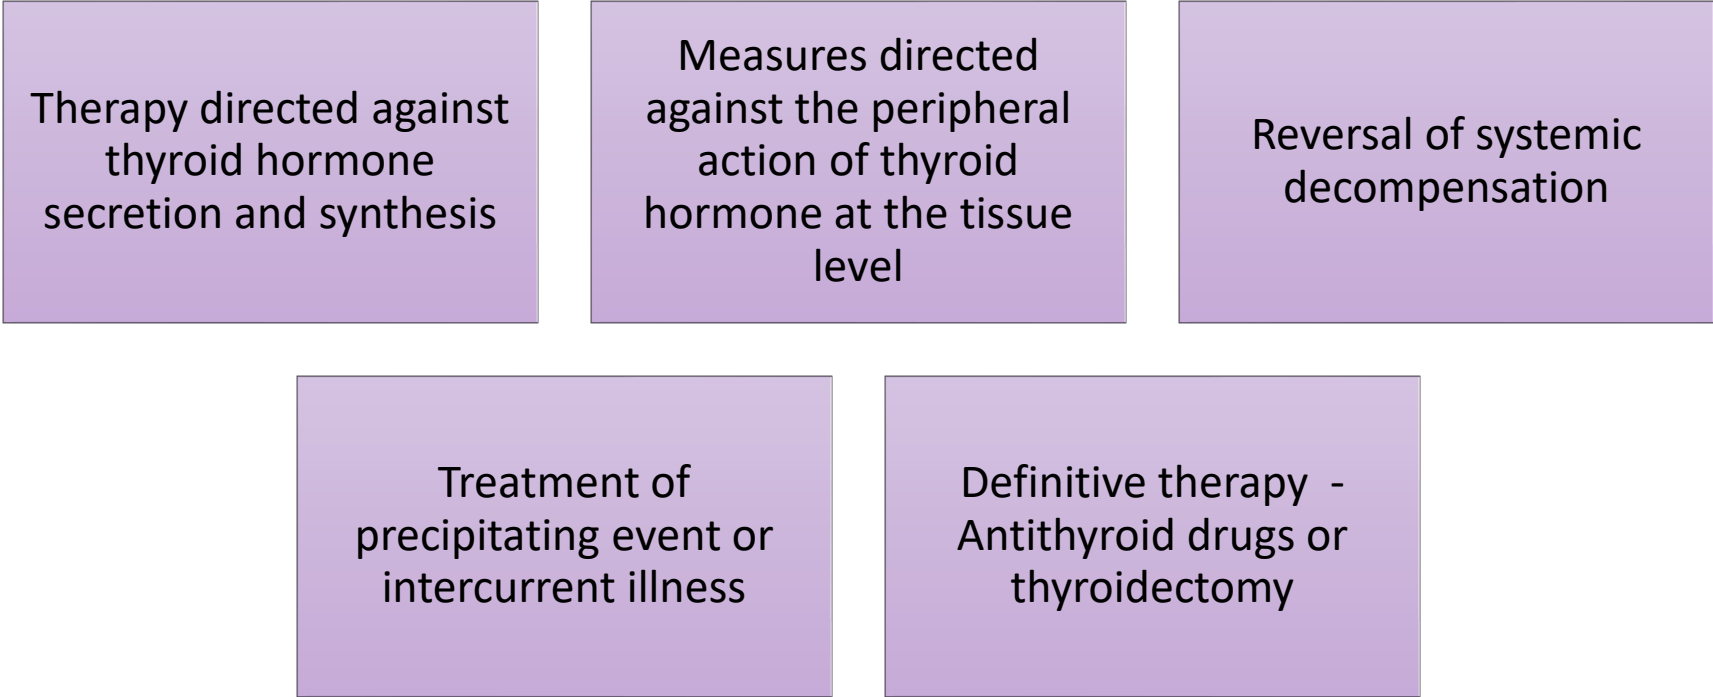 Therapy directed against
thyroid hormone
secretion and synthesis
Measures directed
against the peripheral
action of thyroid
hormone at the tissue
level
Reversal of systemic
decompensation
Treatment of
precipitating event or
intercurrent illness
Definitive therapy  -
Antithyroid drugs or
thyroidectomy